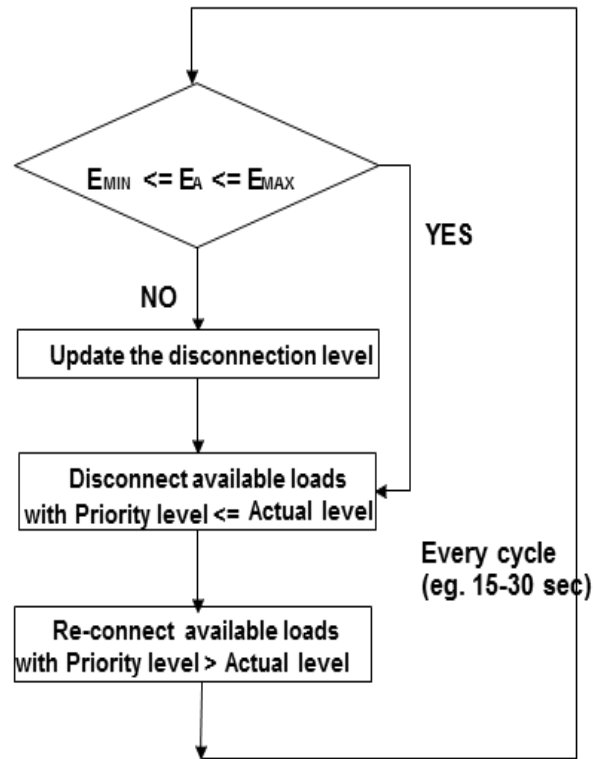 EMIN <= EA <= EMAX
YES
NO
Update the disconnection level
Disconnect available loads
with Priority level <= Actual level
Every cycle
(eg. 15-30 sec)
Re-connect available loads
with Priority level > Actual level